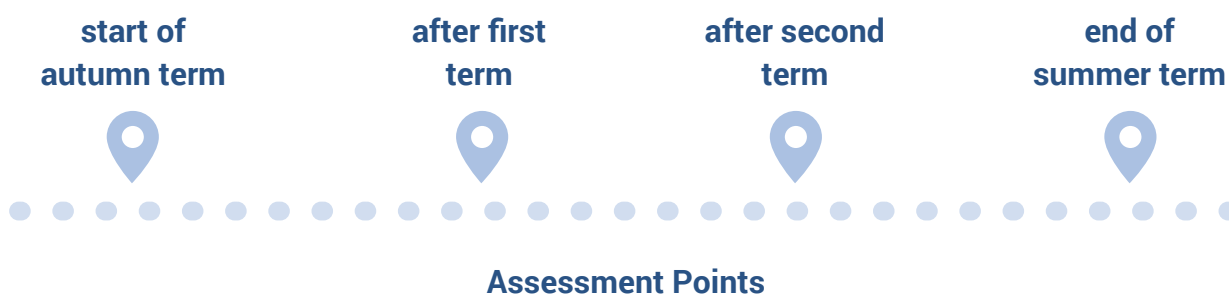 start of
autumn term
after first
term
after second
term
end of
summer term
Assessment Points